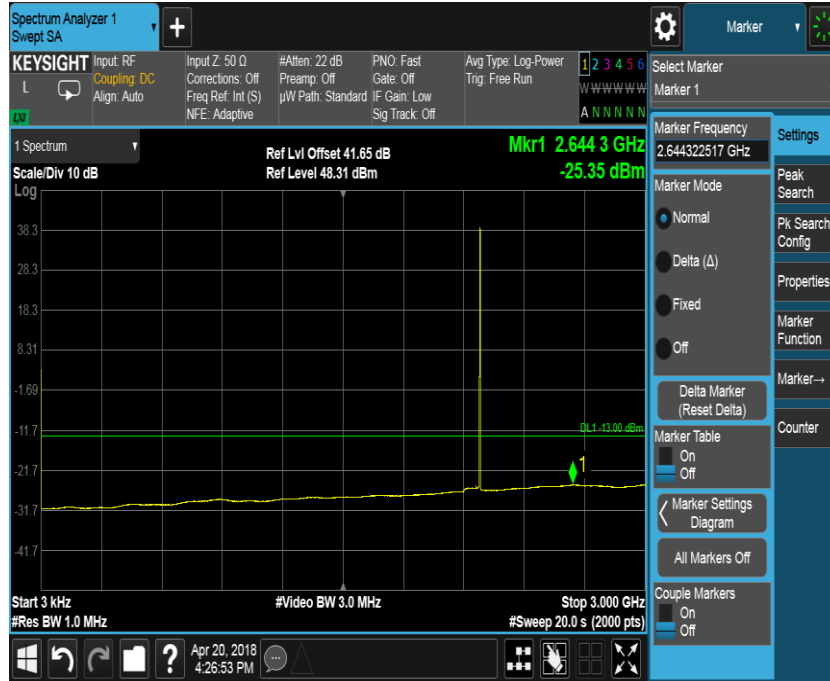 Spectrum Analyzer 1
Swept SA
+
Marker
KEYSIGHT
L
LXI
Input: RF
Coupling: DC
Align: Auto
Input Z: 50 Ω
Corrections: Off
Freq Ref: Int (S)
NFE: Adaptive
#Atten: 22 dB
Preamp: Off
µW Path: Standard
PNO: Fast
Gate: Off
IF Gain: Low
Sig Track: Off
Avg Type: Log-Power
Trig: Free Run
1 2 3 4 5 6
W W W W W W
A N N N N N
Select Marker
Marker 1
1 Spectrum
Scale/Div 10 dB
Log
Ref Lvl Offset 41.65 dB
Ref Level 48.31 dBm
Mkr1 2.644 3 GHz
-25.35 dBm
38.3
28.3
18.3
8.31
-1.69
-11.7
-21.7
-31.7
-41.7
DL1 -13.00 dBm
1
Start 3 kHz
#Res BW 1.0 MHz
#Video BW 3.0 MHz
Stop 3.000 GHz
#Sweep 20.0 s (2000 pts)
Marker Frequency
2.644322517 GHz
Marker Mode
Normal
Delta (Δ)
Fixed
Off
Delta Marker
(Reset Delta)
Marker Table
On
Off
Marker Settings
Diagram
All Markers Off
Couple Markers
On
Off
Settings
Peak
Search
Pk Search
Config
Properties
Marker
Function
Marker→
Counter
?
Apr 20, 2018
4:26:53 PM